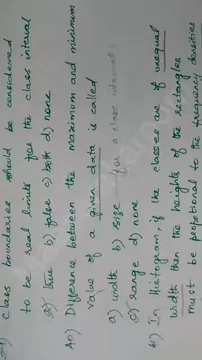 class boundaries should be considered
to be real limits for the class interval
a) true b) false c) both d) none
40) Difference between the maximum and minimum
value of a given data is called
a) width b) size for a class interval
c) range d) none
41) In Histogram, if the classes are of unequal
width then the heights of the rectangles
must be propotional to the frequency densities